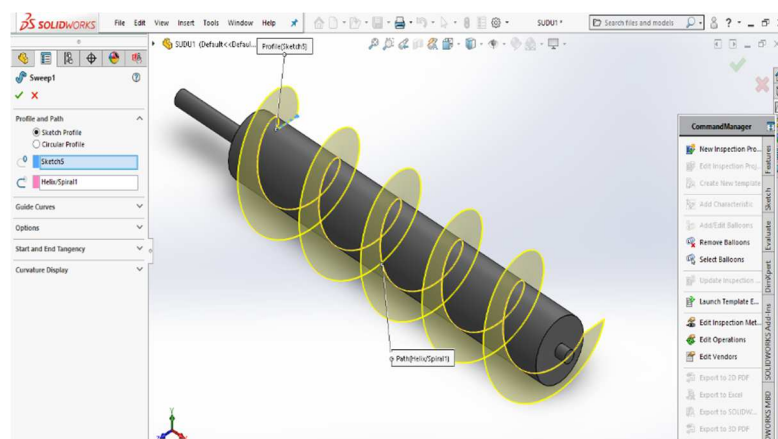 SOLIDWORKS File Edit View Insert Tools Window Help SUDU1 * Search files and models
SUDU1 (Default<<Defaul...
Profile(Sketch5)
Sweep1
Profile and Path
Sketch Profile
Circular Profile
Sketch5
Helix/Spiral1
Guide Curves
Options
Start and End Tangency
Curvature Display
Path(Helix/Spiral1)
CommandManager
New Inspection Pro...
Edit Inspection Proj...
Create New template
Add Characteristic
Add/Edit Balloons
Remove Balloons
Select Balloons
Update Inspection ...
Launch Template E...
Edit Inspection Met...
Edit Operations
Edit Vendors
Export to 2D PDF
Export to Excel
Export to SOLIDW...
Export to 3D PDF
Features
Sketch
Evaluate
DimXpert
SOLIDWORKS Add-Ins
WORKS MBD